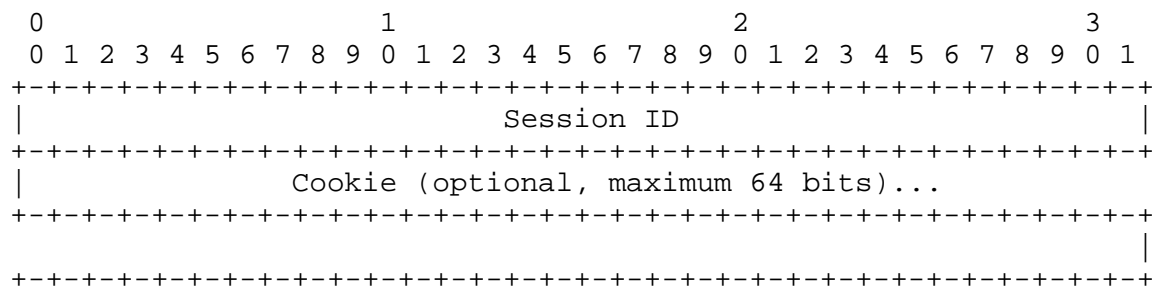 0                   1                   2                   3
 0 1 2 3 4 5 6 7 8 9 0 1 2 3 4 5 6 7 8 9 0 1 2 3 4 5 6 7 8 9 0 1
+-+-+-+-+-+-+-+-+-+-+-+-+-+-+-+-+-+-+-+-+-+-+-+-+-+-+-+-+-+-+-+-+
|                           Session ID                          |
+-+-+-+-+-+-+-+-+-+-+-+-+-+-+-+-+-+-+-+-+-+-+-+-+-+-+-+-+-+-+-+-+
|               Cookie (optional, maximum 64 bits)...
+-+-+-+-+-+-+-+-+-+-+-+-+-+-+-+-+-+-+-+-+-+-+-+-+-+-+-+-+-+-+-+-+
                                                                |
+-+-+-+-+-+-+-+-+-+-+-+-+-+-+-+-+-+-+-+-+-+-+-+-+-+-+-+-+-+-+-+-+